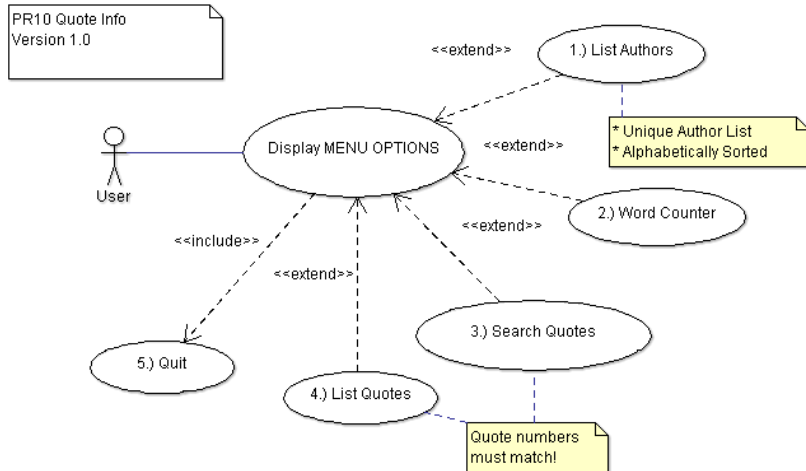 PR10 Quote Info
Version 1.0
<<extend>>
1.) List Authors
* Unique Author List
* Alphabetically Sorted
Display MENU OPTIONS
<<extend>>
User
2.) Word Counter
<<include>>
<<extend>>
<<extend>>
3.) Search Quotes
5.) Quit
4.) List Quotes
Quote numbers
must match!